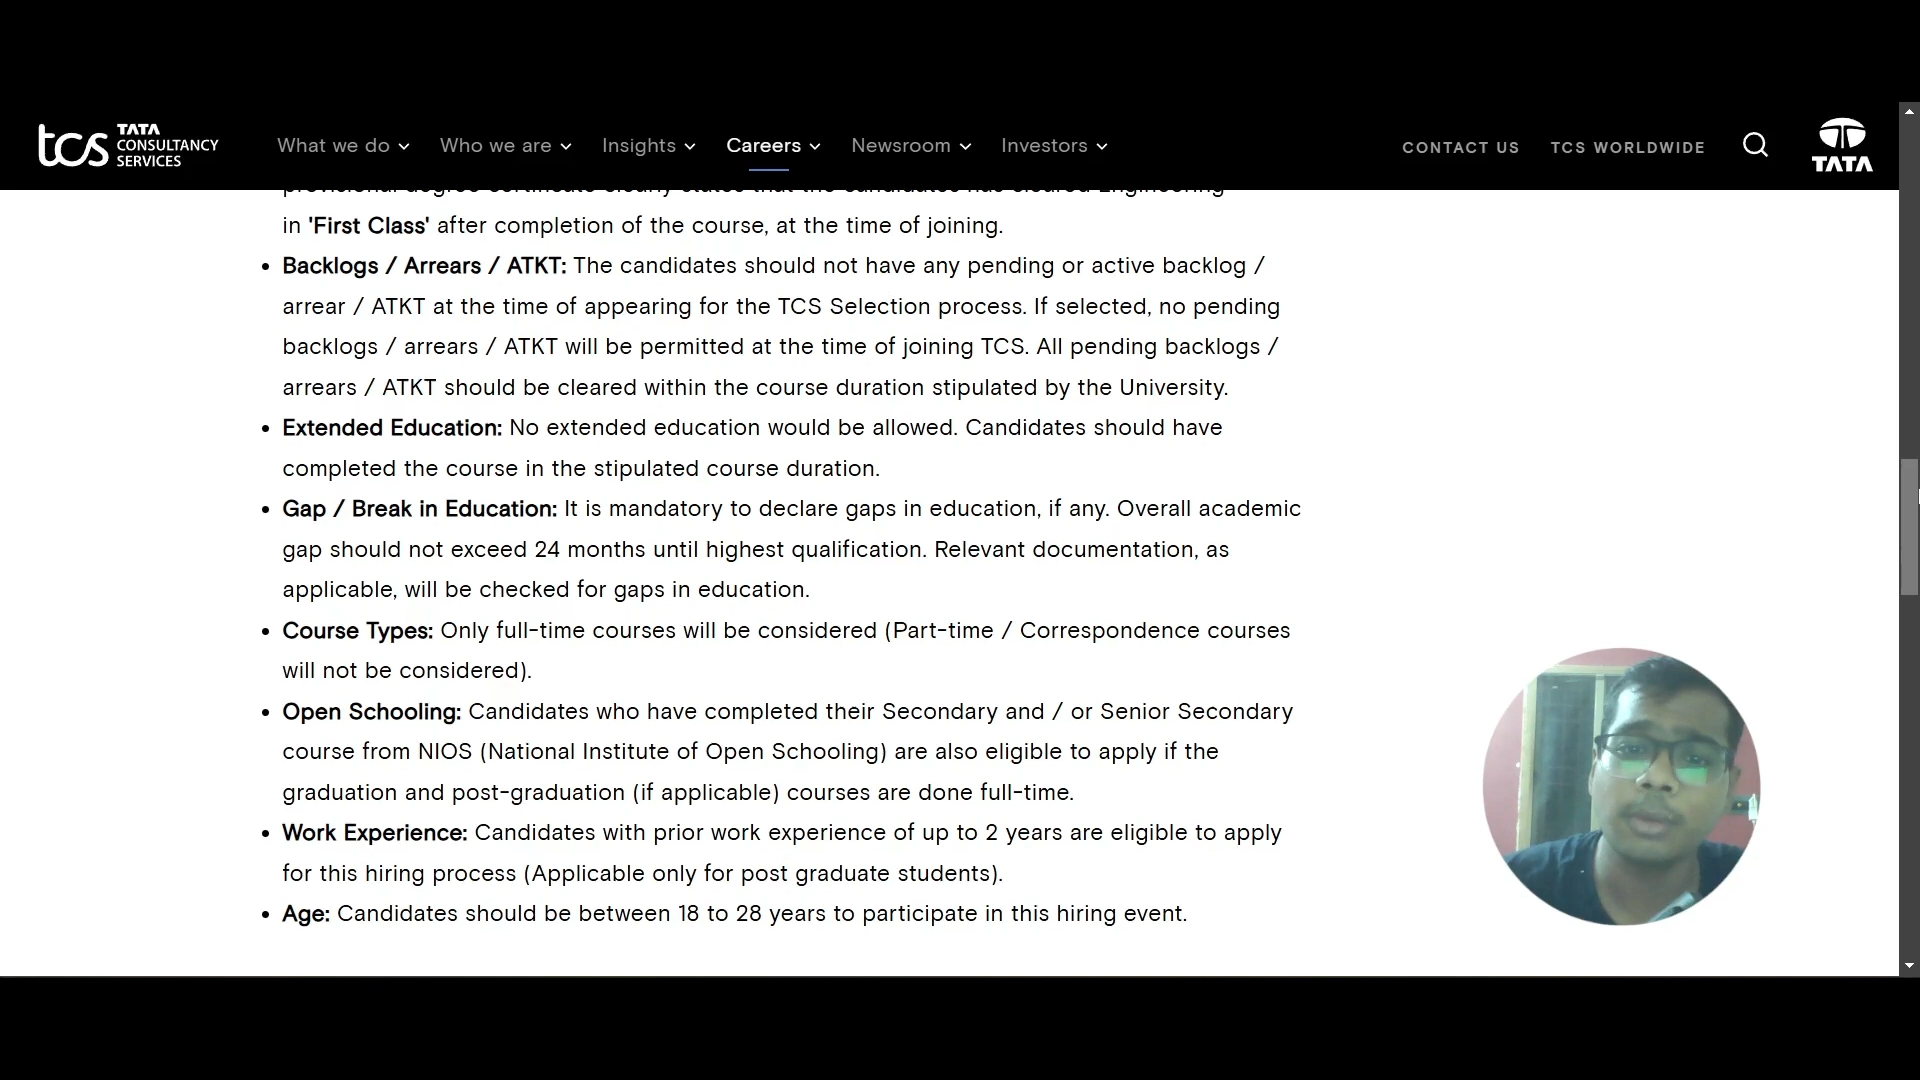 tcs TATA CONSULTANCY SERVICES
What we do Who we are Insights Careers Newsroom Investors CONTACT US TCS WORLDWIDE TATA
provisional degree certificate clearly states that the candidates has cleared Engineering
in 'First Class' after completion of the course, at the time of joining.
• Backlogs / Arrears / ATKT: The candidates should not have any pending or active backlog /
arrear / ATKT at the time of appearing for the TCS Selection process. If selected, no pending
backlogs / arrears / ATKT will be permitted at the time of joining TCS. All pending backlogs /
arrears / ATKT should be cleared within the course duration stipulated by the University.
• Extended Education: No extended education would be allowed. Candidates should have
completed the course in the stipulated course duration.
• Gap / Break in Education: It is mandatory to declare gaps in education, if any. Overall academic
gap should not exceed 24 months until highest qualification. Relevant documentation, as
applicable, will be checked for gaps in education.
• Course Types: Only full-time courses will be considered (Part-time / Correspondence courses
will not be considered).
• Open Schooling: Candidates who have completed their Secondary and / or Senior Secondary
course from NIOS (National Institute of Open Schooling) are also eligible to apply if the
graduation and post-graduation (if applicable) courses are done full-time.
• Work Experience: Candidates with prior work experience of up to 2 years are eligible to apply
for this hiring process (Applicable only for post graduate students).
• Age: Candidates should be between 18 to 28 years to participate in this hiring event.